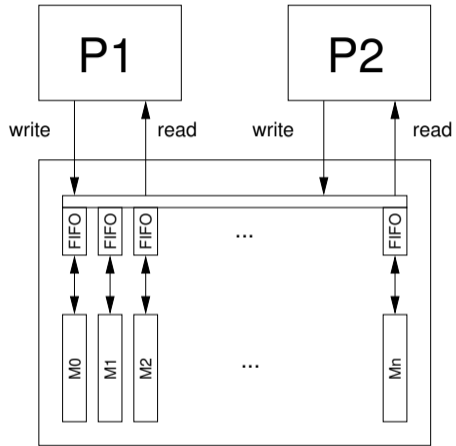 P1 P2
write read write read
FIFO FIFO FIFO ... FIFO
M0 M1 M2 ... Mn